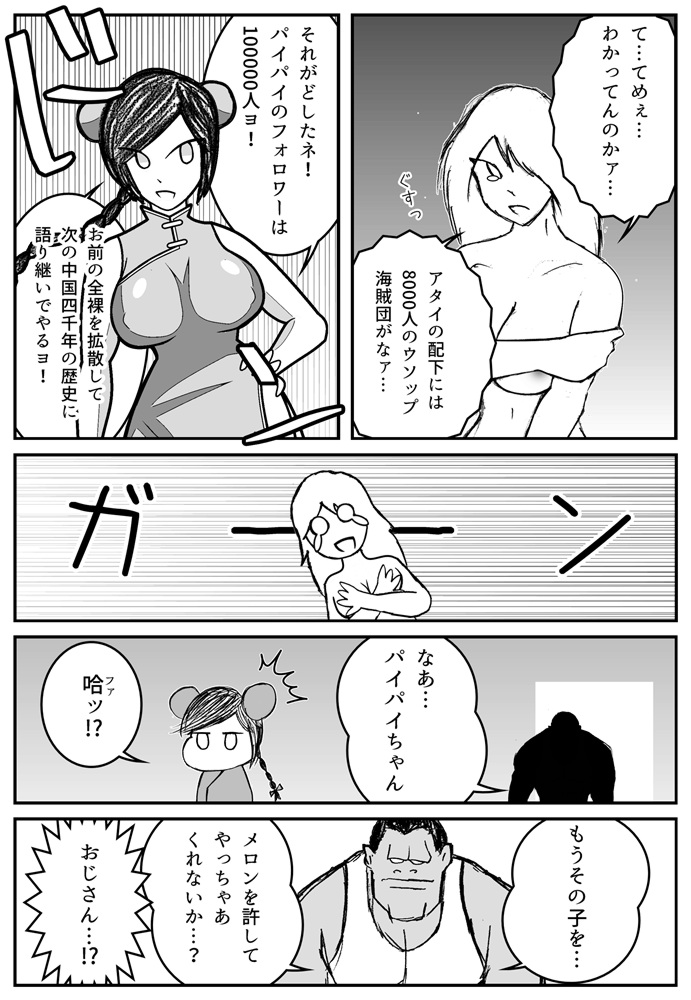 て…てめぇ…
わかってんのかァ…
ぐすっ
アタイの配下には
8000人のウソップ
海賊団がなァ…
それがどしたネ！
パイパイのフォロワーは
100000人ョ！
お前の全裸を拡散して
次の中国四千年の歴史に
語り継いでやるョ！
ドーン
ガーン
なあ…
パイパイちゃん
哈ッ!?
ファ
もうその子を…
メロンを許して
やっちゃあ
くれないか…？
おじさん…!?